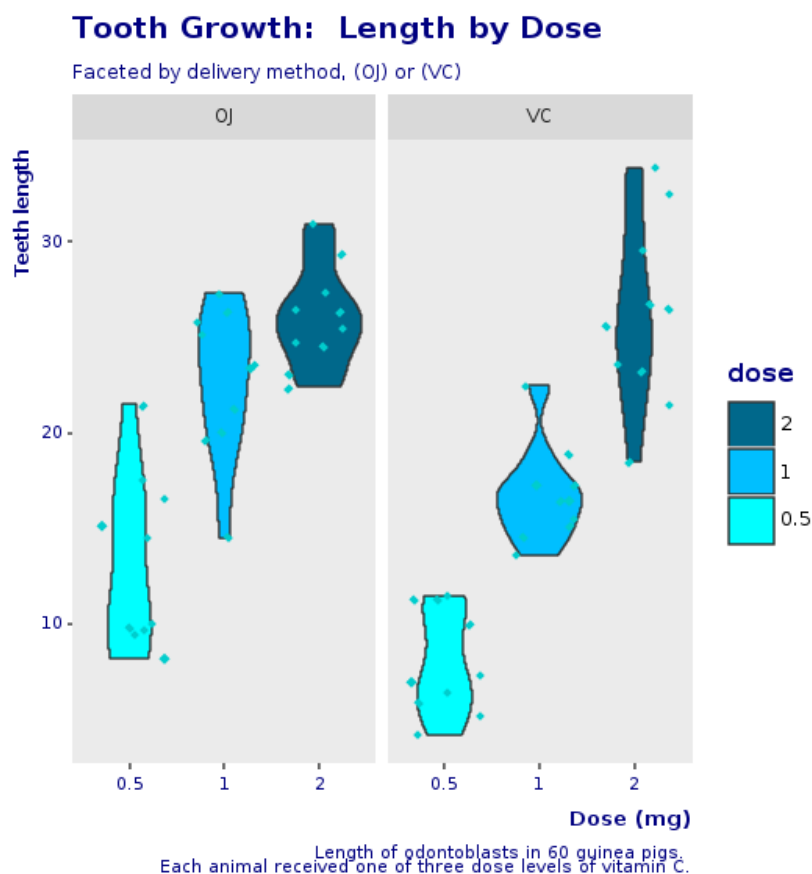 Tooth Growth:  Length by Dose
Faceted by delivery method, (OJ) or (VC)
OJ
VC
Teeth length
30
20
10
dose
2
1
0.5
0.5
1
2
0.5
1
2
Dose (mg)
Length of odontoblasts in 60 guinea pigs.
Each animal received one of three dose levels of vitamin C.